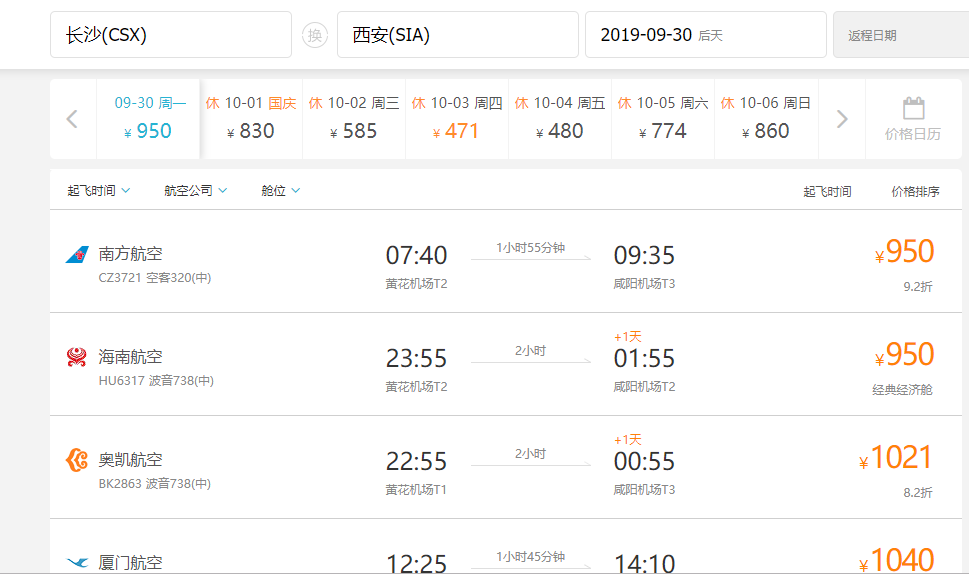 长沙(CSX) 换 西安(SIA) 2019-09-30 后天 返程日期
09-30 周一 休 10-01 国庆 休 10-02 周三 休 10-03 周四 休 10-04 周五 休 10-05 周六 休 10-06 周日
¥ 950 ¥ 830 ¥ 585 ¥ 471 ¥ 480 ¥ 774 ¥ 860 价格日历
起飞时间 航空公司 舱位 起飞时间 价格排序
南方航空 07:40 1小时55分钟 09:35 ¥950
CZ3721 空客320(中) 黄花机场T2 咸阳机场T3 9.2折
+1天
海南航空 23:55 2小时 01:55 ¥950
HU6317 波音738(中) 黄花机场T2 咸阳机场T2 经典经济舱
+1天
奥凯航空 22:55 2小时 00:55 ¥1021
BK2863 波音738(中) 黄花机场T1 咸阳机场T3 8.2折
厦门航空 12:25 1小时45分钟 14:10 ¥1040